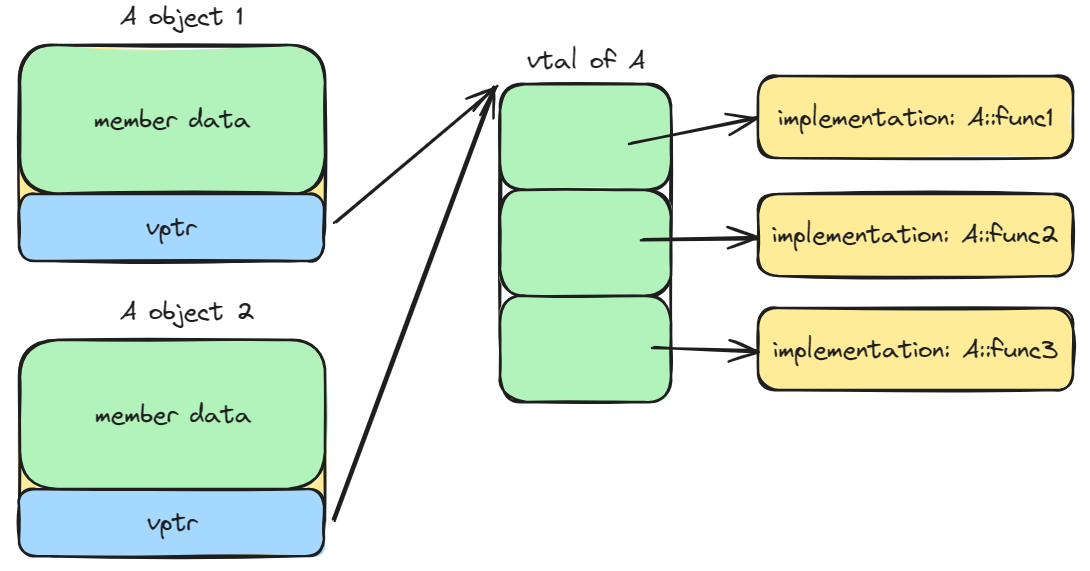 A object 1
member data
vptr
A object 2
member data
vptr
vtal of A
implementation: A::func1
implementation: A::func2
implementation: A::func3